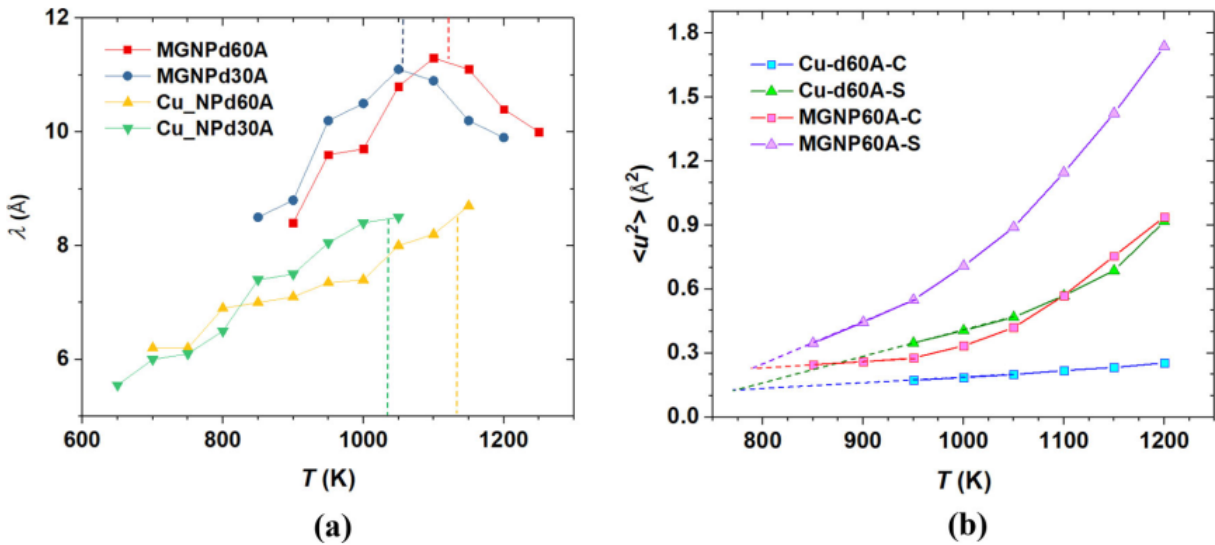 12
10
8
6
λ (Å)
MGNPd60A
MGNPd30A
Cu_NPd60A
Cu_NPd30A
600
800
1000
1200
T (K)
(a)
1.8
1.5
1.2
0.9
0.6
0.3
0.0
<u²> (Å²)
Cu-d60A-C
Cu-d60A-S
MGNP60A-C
MGNP60A-S
800
900
1000
1100
1200
T (K)
(b)